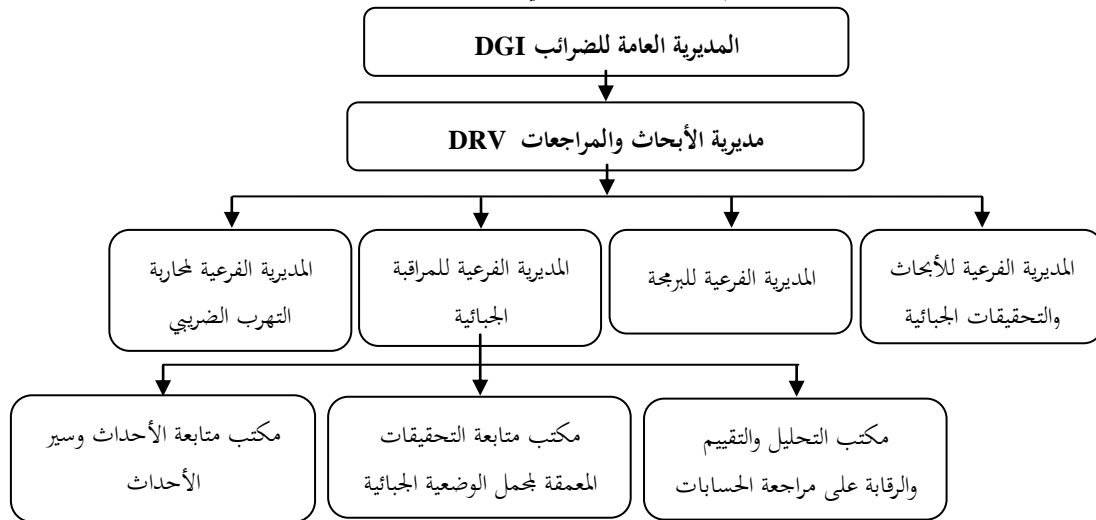 المديرية العامة للضرائب DGI
مديرية الأبحاث والمراجعات DRV
المديرية الفرعية للأبحاث
والتحقيقات الجبائية
المديرية الفرعية للبرمجة
المديرية الفرعية للمراقبة
الجبائية
المديرية الفرعية لمحاربة
التهرب الضريبي
مكتب التحليل والتقييم
والرقابة على مراجعة الحسابات
مكتب متابعة التحقيقات
المعمقة لمجمل الوضعية الجبائية
مكتب متابعة الأحداث وسير
الأحداث